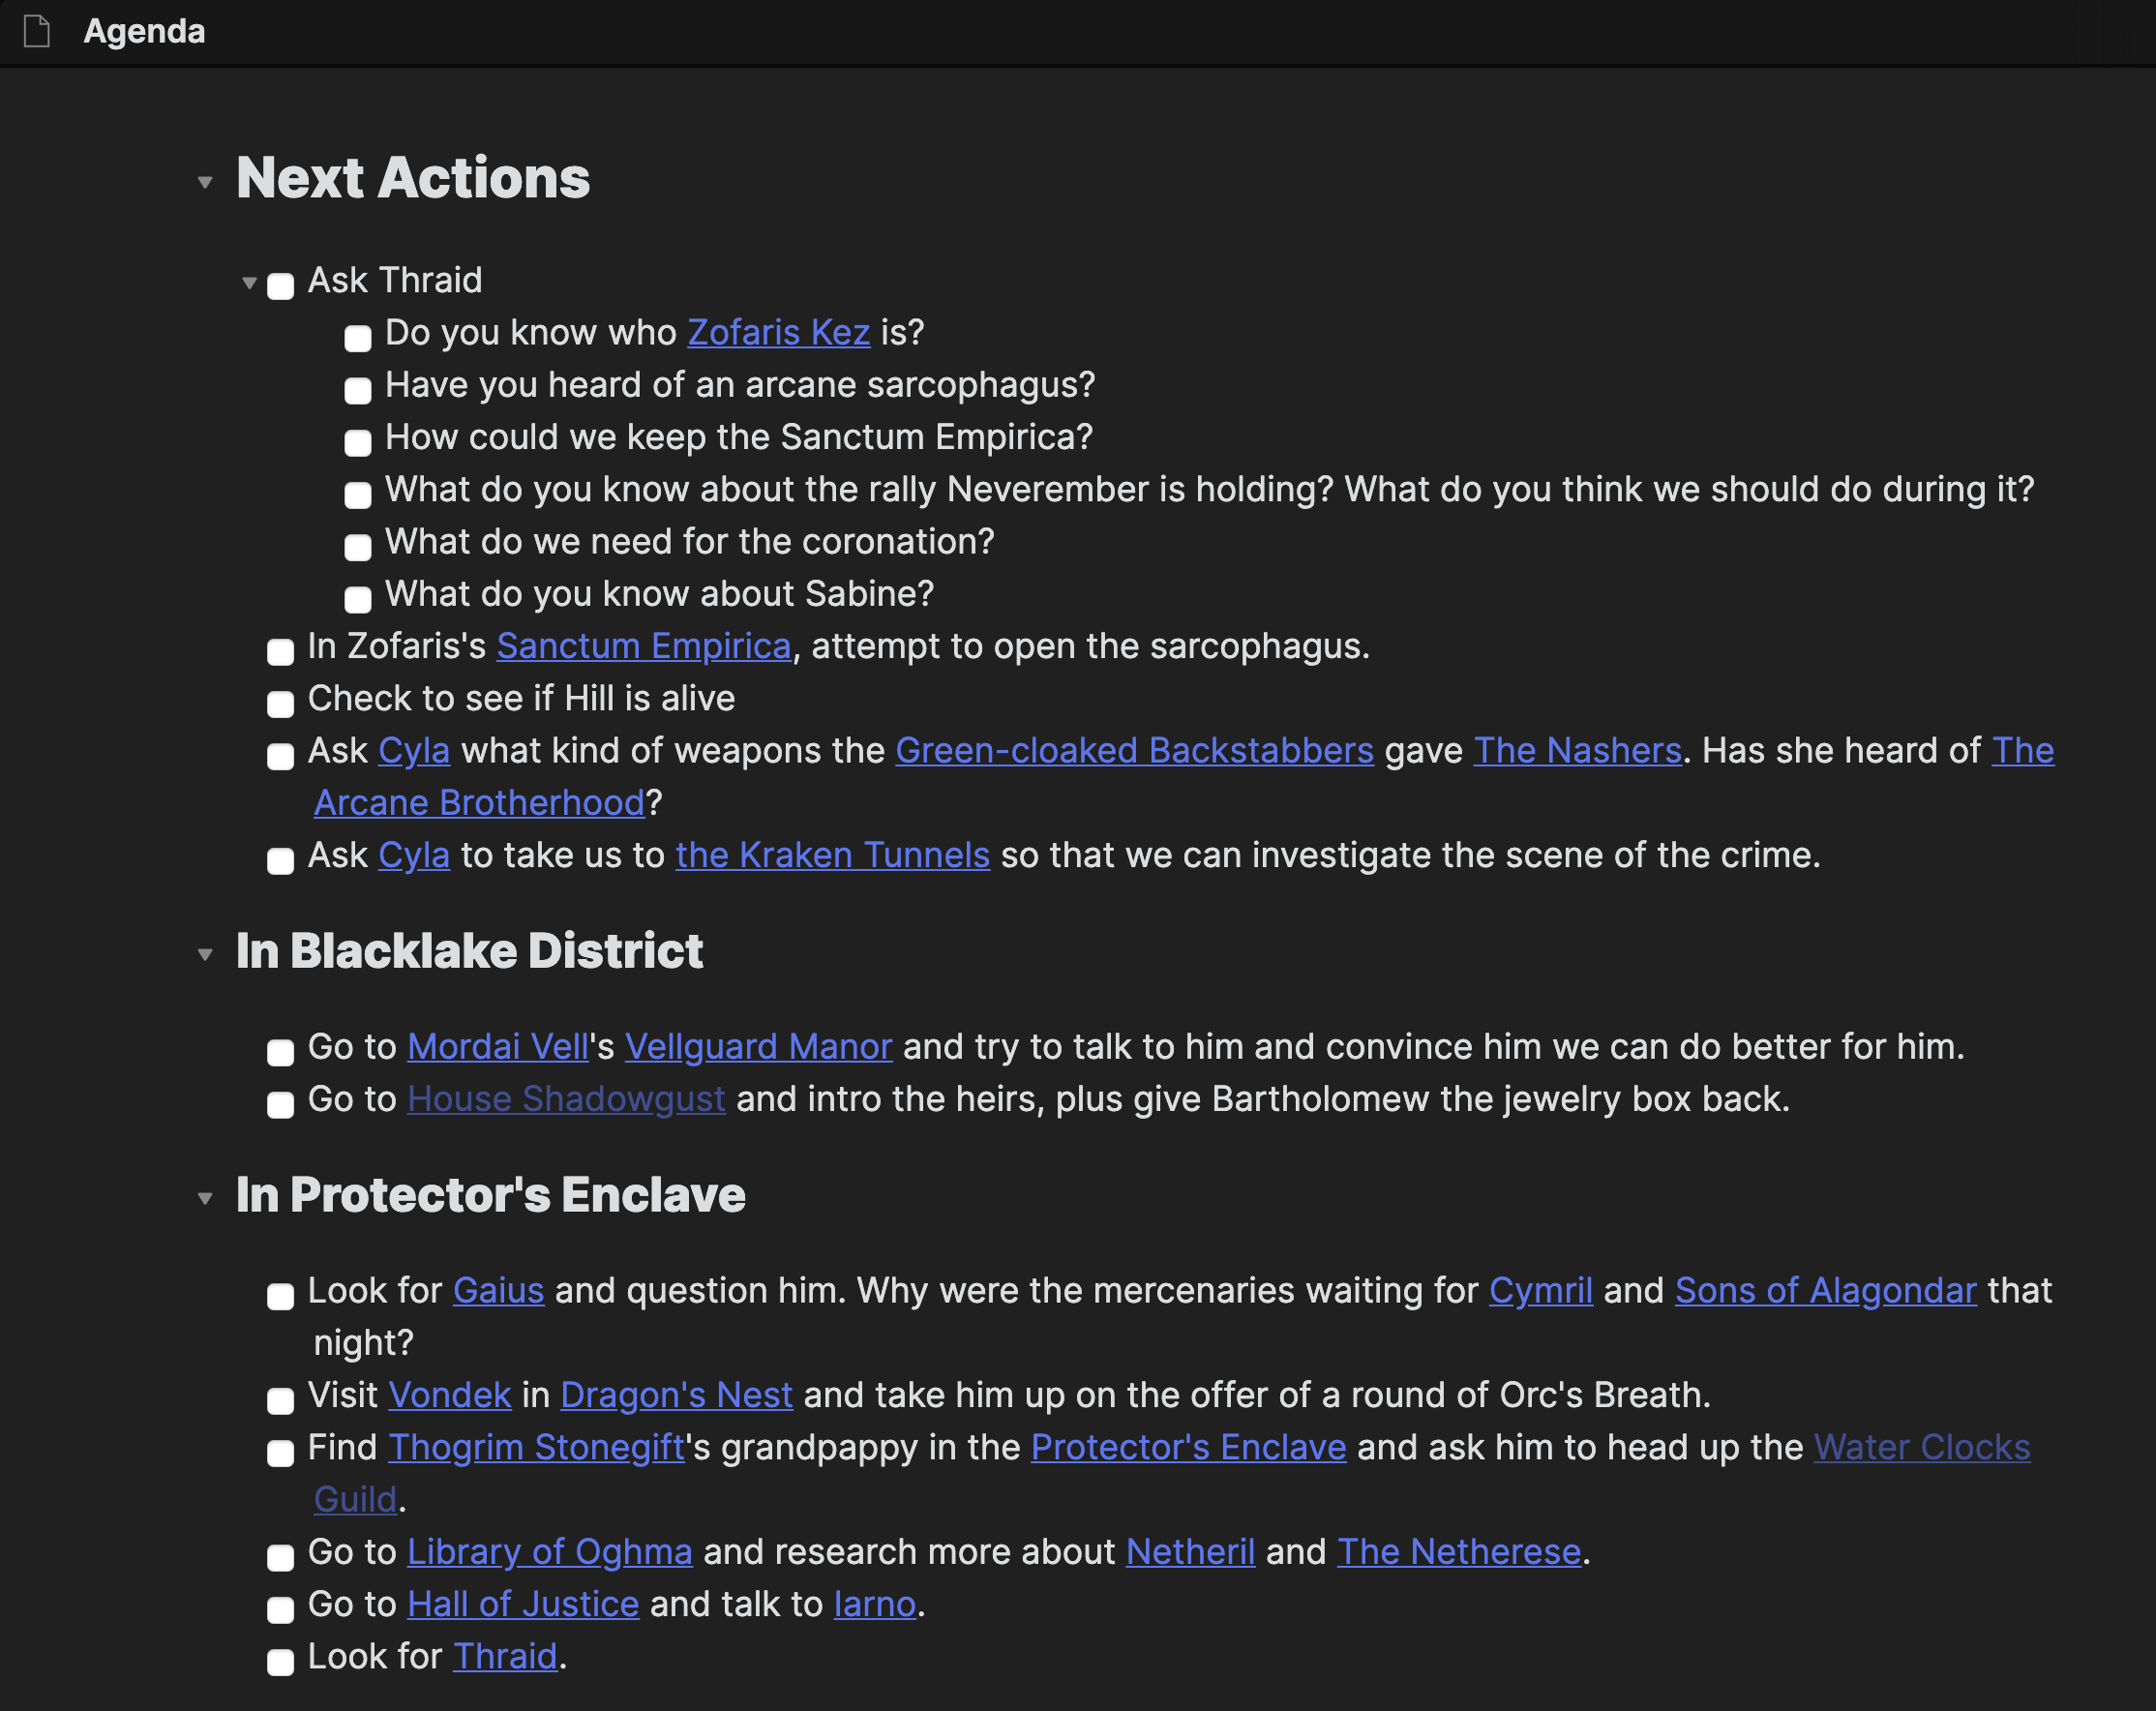 Agenda
Next Actions
Ask Thraid
Do you know who Zofaris Kez is?
Have you heard of an arcane sarcophagus?
How could we keep the Sanctum Empirica?
What do you know about the rally Neverember is holding? What do you think we should do during it?
What do we need for the coronation?
What do you know about Sabine?
In Zofaris's Sanctum Empirica, attempt to open the sarcophagus.
Check to see if Hill is alive
Ask Cyla what kind of weapons the Green-cloaked Backstabbers gave The Nashers. Has she heard of The
Arcane Brotherhood?
Ask Cyla to take us to the Kraken Tunnels so that we can investigate the scene of the crime.
In Blacklake District
Go to Mordai Vell's Vellguard Manor and try to talk to him and convince him we can do better for him.
Go to House Shadowgust and intro the heirs, plus give Bartholomew the jewelry box back.
In Protector's Enclave
Look for Gaius and question him. Why were the mercenaries waiting for Cymril and Sons of Alagondar that
night?
Visit Vondek in Dragon's Nest and take him up on the offer of a round of Orc's Breath.
Find Thogrim Stonegift's grandpappy in the Protector's Enclave and ask him to head up the Water Clocks
Guild.
Go to Library of Oghma and research more about Netheril and The Netherese.
Go to Hall of Justice and talk to Iarno.
Look for Thraid.